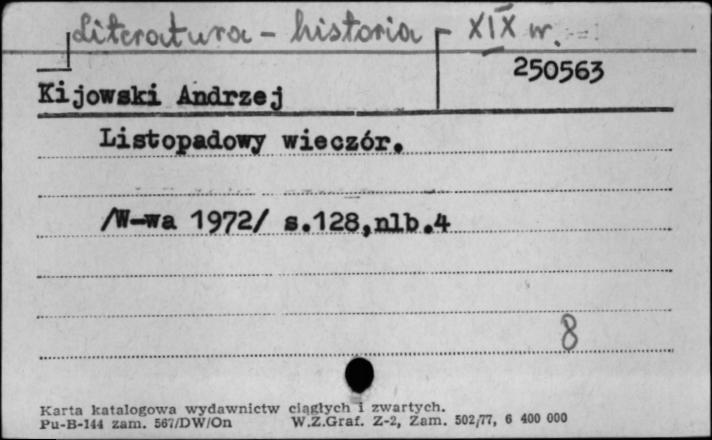 Literatura - historia - XIX w.
250563
Kijowski Andrzej
Listopadowy wieczór.
/W-wa 1972/ s.128,nlb.4
8
Karta katalogowa wydawnictw ciągłych i zwartych.
Pu-B-144 zam. 567/DW/On W.Z.Graf. Z-2, Zam. 502/77, 6 400 000